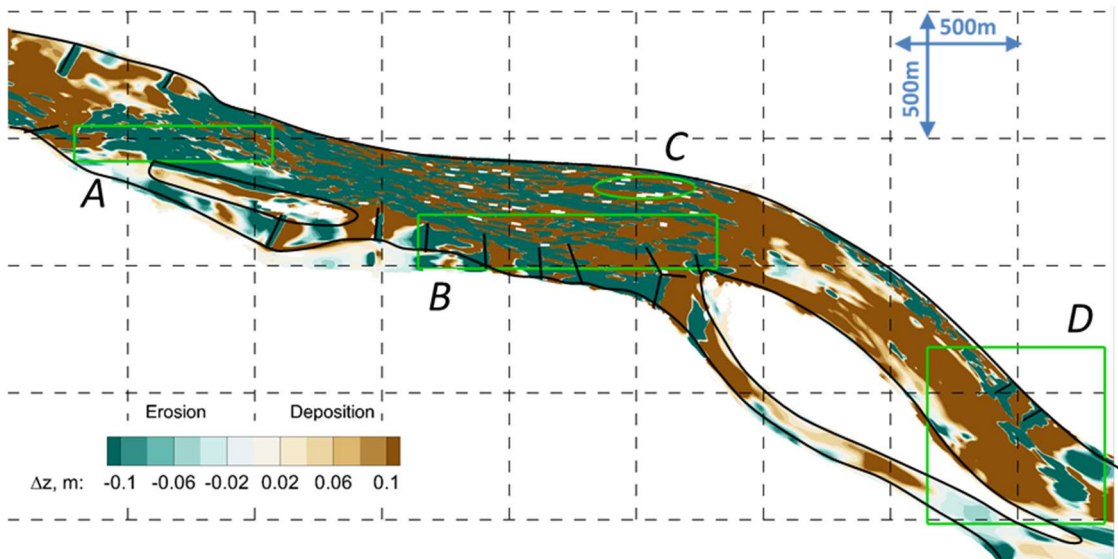 500m
500m
C
A
B
D
Erosion Deposition
Δz, m: -0.1 -0.06 -0.02 0.02 0.06 0.1